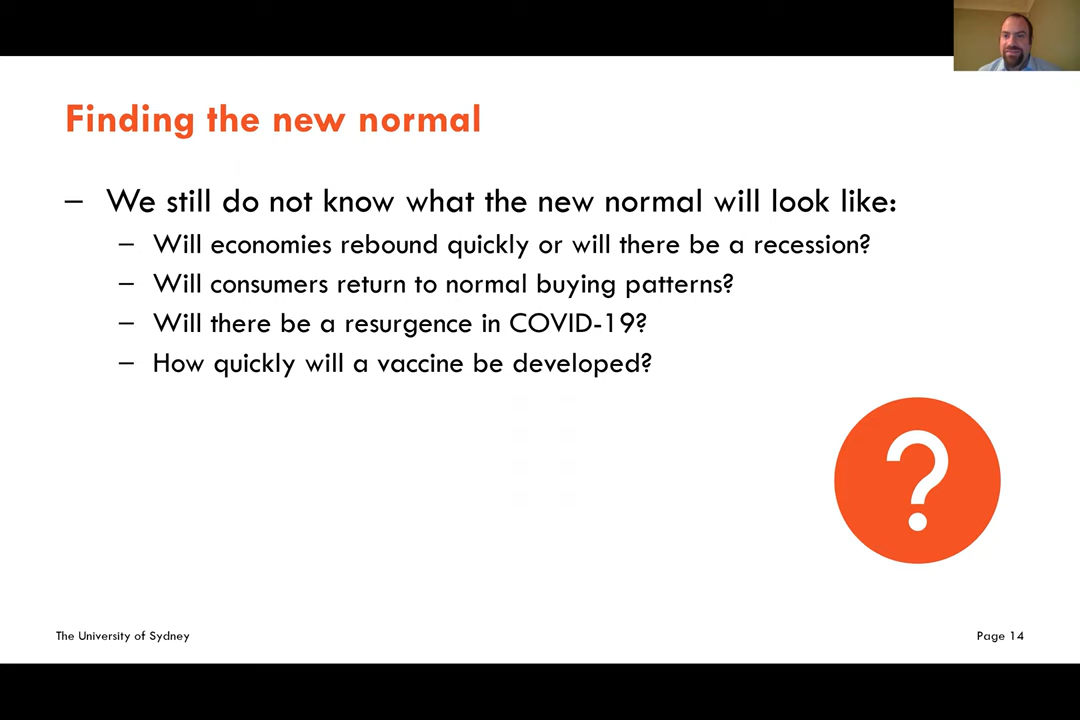 Finding the new normal
– We still do not know what the new normal will look like:
– Will economies rebound quickly or will there be a recession?
– Will consumers return to normal buying patterns?
– Will there be a resurgence in COVID-19?
– How quickly will a vaccine be developed?
?
The University of Sydney
Page 14